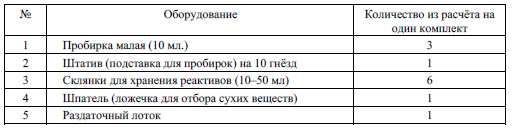 № Оборудование Количество из расчёта на
один комплект
1 Пробирка малая (10 мл.) 3
2 Штатив (подставка для пробирок) на 10 гнёзд 1
3 Склянки для хранения реактивов (10–50 мл) 6
4 Шпатель (ложечка для отбора сухих веществ) 1
5 Раздаточный лоток 1